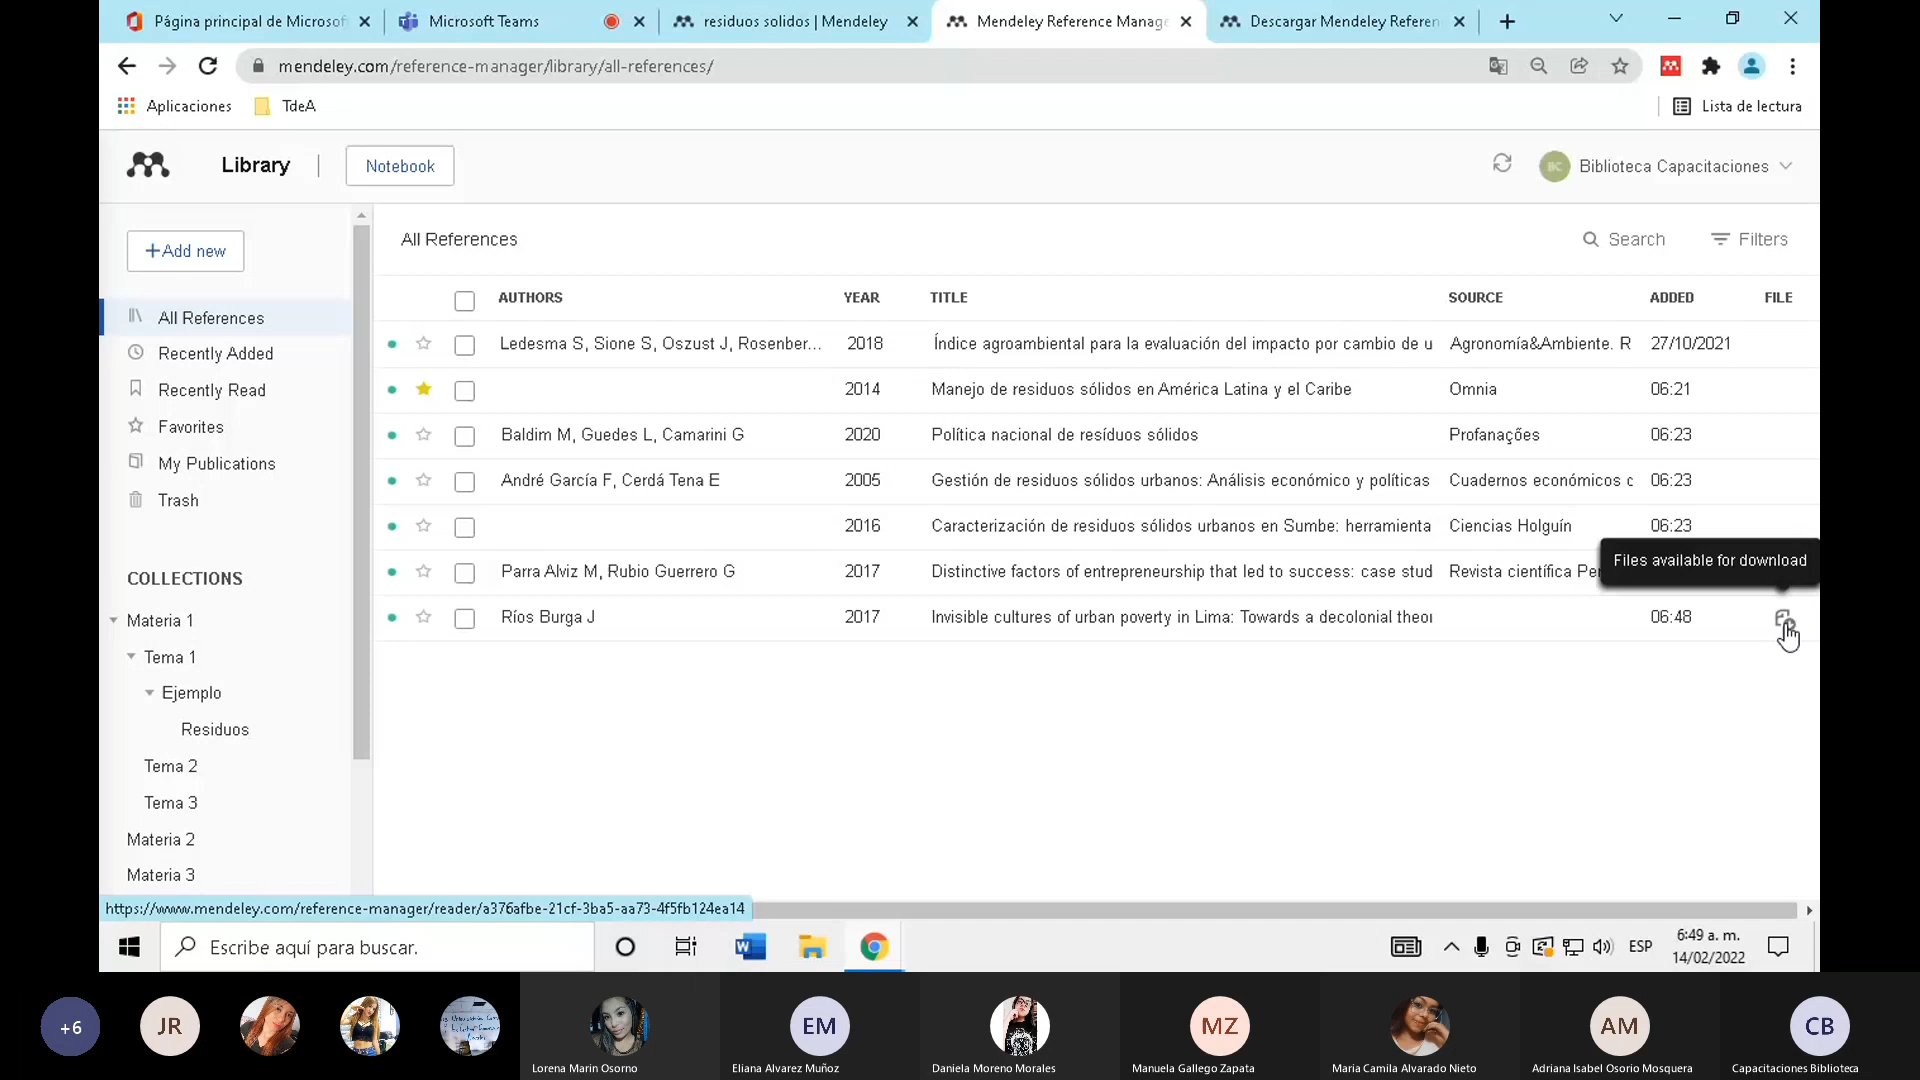 Página principal de Microsof
Microsoft Teams
residuos solidos | Mendeley
Mendeley Reference Manage
Descargar Mendeley Referen
mendeley.com/reference-manager/library/all-references/
Aplicaciones
TdeA
Lista de lectura
Library
Notebook
BC
Biblioteca Capacitaciones
+Add new
All References
Recently Added
Recently Read
Favorites
My Publications
Trash
COLLECTIONS
Materia 1
Tema 1
Ejemplo
Residuos
Tema 2
Tema 3
Materia 2
Materia 3
All References
Search
Filters
AUTHORS YEAR TITLE SOURCE ADDED FILE
Ledesma S, Sione S, Oszust J, Rosenber... 2018 Índice agroambiental para la evaluación del impacto por cambio de u Agronomía&Ambiente. R 27/10/2021
2014 Manejo de residuos sólidos en América Latina y el Caribe Omnia 06:21
Baldim M, Guedes L, Camarini G 2020 Política nacional de resíduos sólidos Profanações 06:23
André García F, Cerdá Tena E 2005 Gestión de residuos sólidos urbanos: Análisis económico y políticas Cuadernos económicos d 06:23
2016 Caracterización de residuos sólidos urbanos en Sumbe: herramienta Ciencias Holguín 06:23
Files available for download
Parra Alviz M, Rubio Guerrero G 2017 Distinctive factors of entrepreneurship that led to success: case stud Revista científica Pe
Ríos Burga J 2017 Invisible cultures of urban poverty in Lima: Towards a decolonial theor 06:48
https://www.mendeley.com/reference-manager/reader/a376afbe-21cf-3ba5-aa73-4f5fb124ea14
Escribe aquí para buscar.
ESP
6:49 a. m.
14/02/2022
+6
JR
EM
MZ
AM
CB
Lorena Marin Osorno
Eliana Alvarez Muñoz
Daniela Moreno Morales
Manuela Gallego Zapata
Maria Camila Alvarado Nieto
Adriana Isabel Osorio Mosquera
Capacitaciones Biblioteca